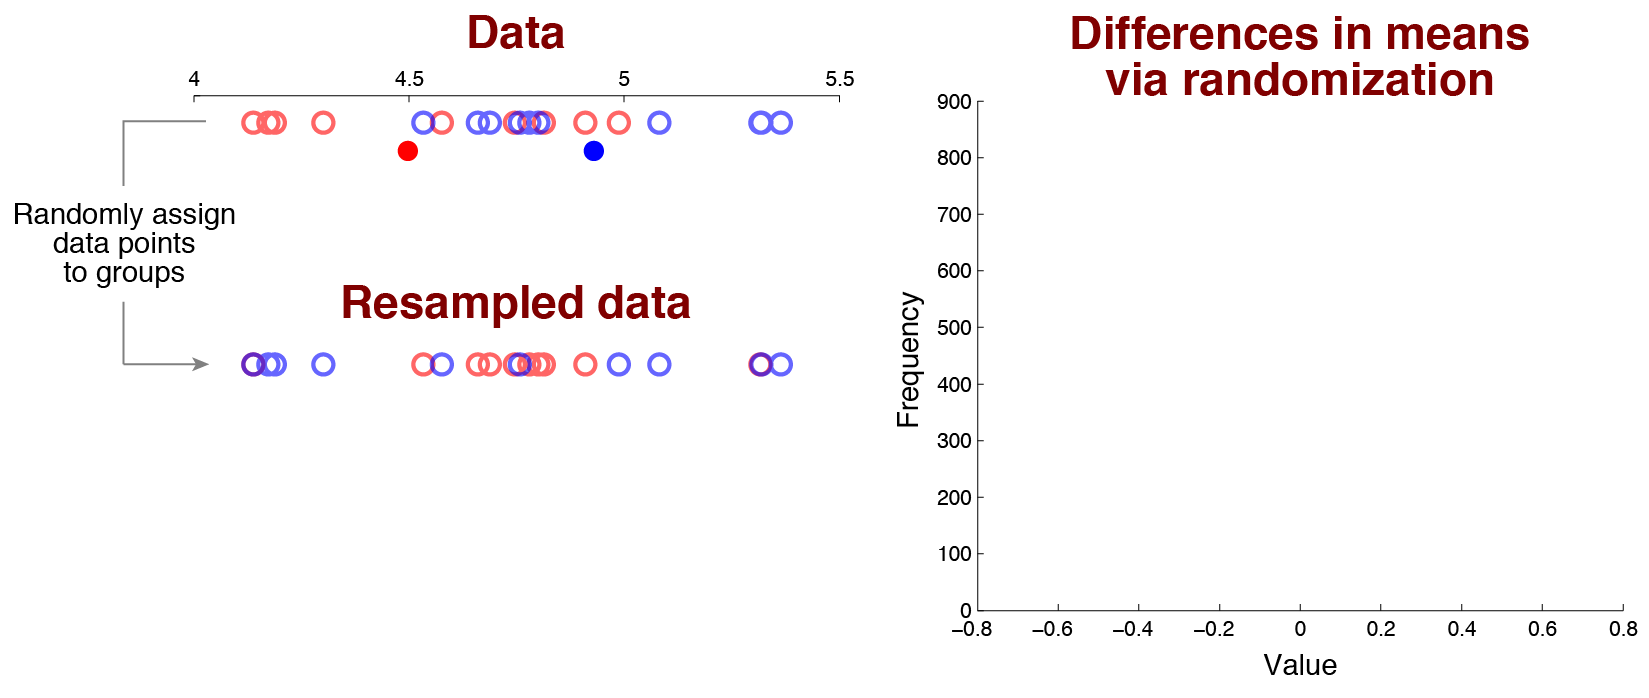 Data
4 4.5 5 5.5
Randomly assign
data points
to groups
Resampled data
Differences in means
via randomization
900
800
700
600
500
400
300
200
100
0
Frequency
−0.8 −0.6 −0.4 −0.2 0 0.2 0.4 0.6 0.8
Value